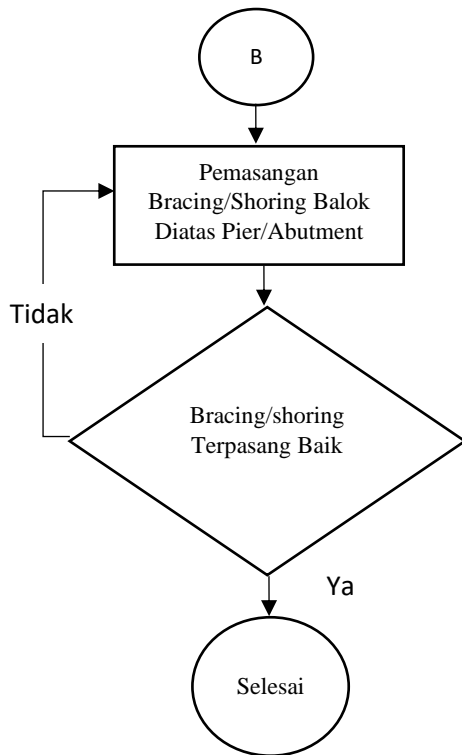 B
Pemasangan
Bracing/Shoring Balok
Diatas Pier/Abutment
Tidak
Bracing/shoring
Terpasang Baik
Ya
Selesai